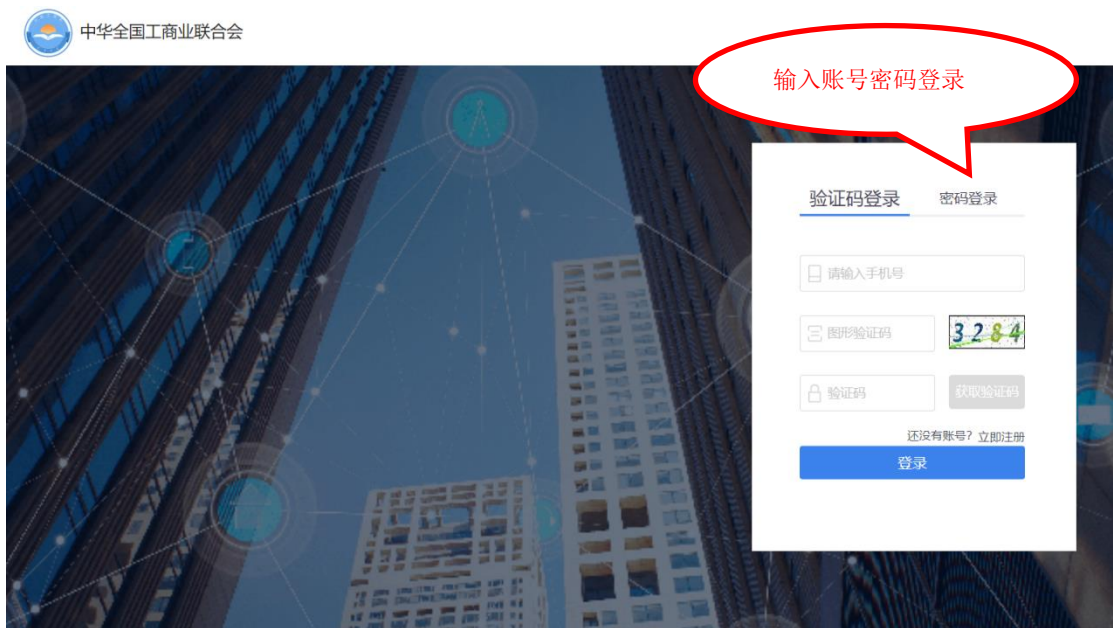 中华全国工商业联合会
输入账号密码登录
验证码登录 密码登录
请输入手机号
图形验证码 3284
验证码 获取验证码
还没有账号？立即注册
登录